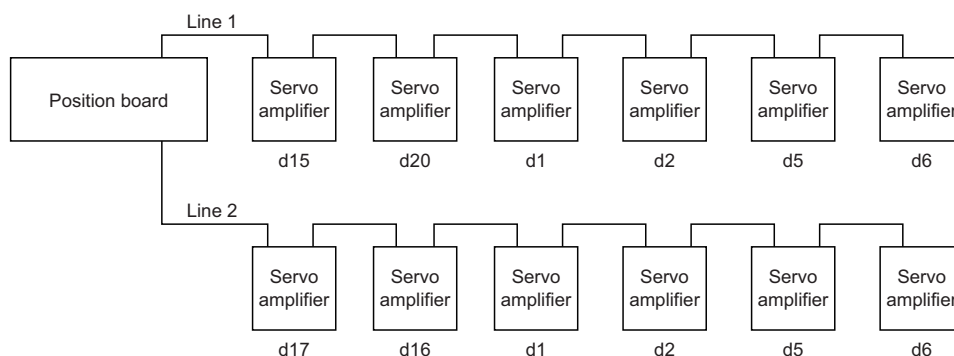 Line 1
Position board
Servo
amplifier
Servo
amplifier
Servo
amplifier
Servo
amplifier
Servo
amplifier
Servo
amplifier
d15 d20 d1 d2 d5 d6
Line 2
Servo
amplifier
Servo
amplifier
Servo
amplifier
Servo
amplifier
Servo
amplifier
Servo
amplifier
d17 d16 d1 d2 d5 d6